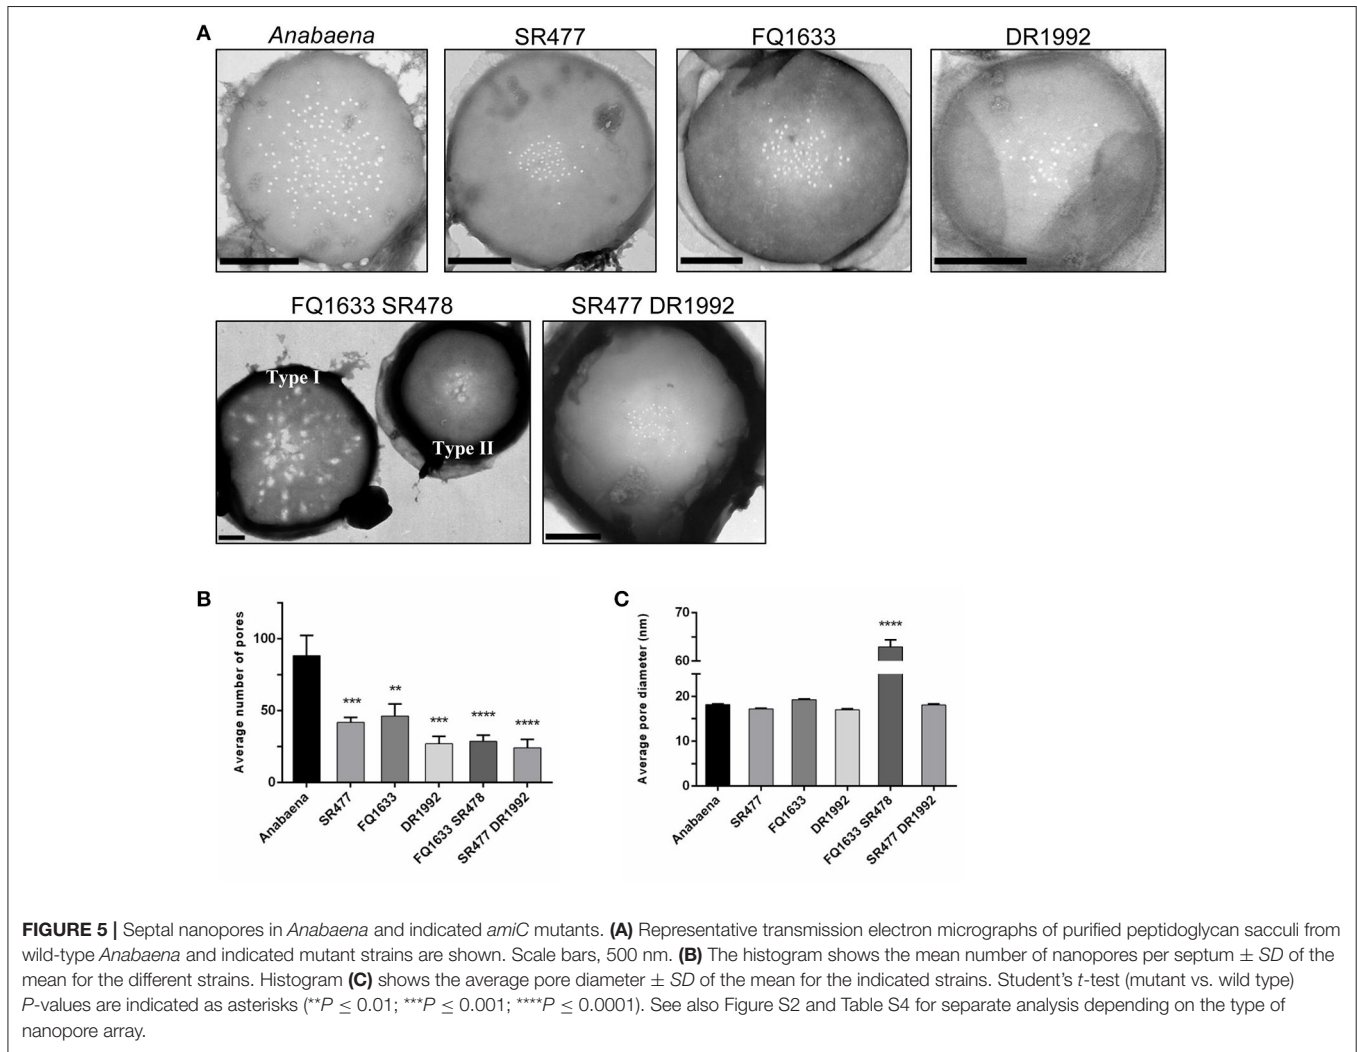 A
Anabaena
SR477
FQ1633
DR1992
FQ1633 SR478
SR477 DR1992
Type I
Type II
B
Average number of pores
100
50
0
***
**
***
****
****
Anabaena
SR477
FQ1633
DR1992
FQ1633 SR478
SR477 DR1992
C
Average pore diameter (nm)
70
60
20
10
0
****
Anabaena
SR477
FQ1633
DR1992
FQ1633 SR478
SR477 DR1992
FIGURE 5 | Septal nanopores in Anabaena and indicated amiC mutants. (A) Representative transmission electron micrographs of purified peptidoglycan sacculi from
wild-type Anabaena and indicated mutant strains are shown. Scale bars, 500 nm. (B) The histogram shows the mean number of nanopores per septum ± SD of the
mean for the different strains. Histogram (C) shows the average pore diameter ± SD of the mean for the indicated strains. Student's t-test (mutant vs. wild type)
P-values are indicated as asterisks (**P ≤ 0.01; ***P ≤ 0.001; ****P ≤ 0.0001). See also Figure S2 and Table S4 for separate analysis depending on the type of
nanopore array.